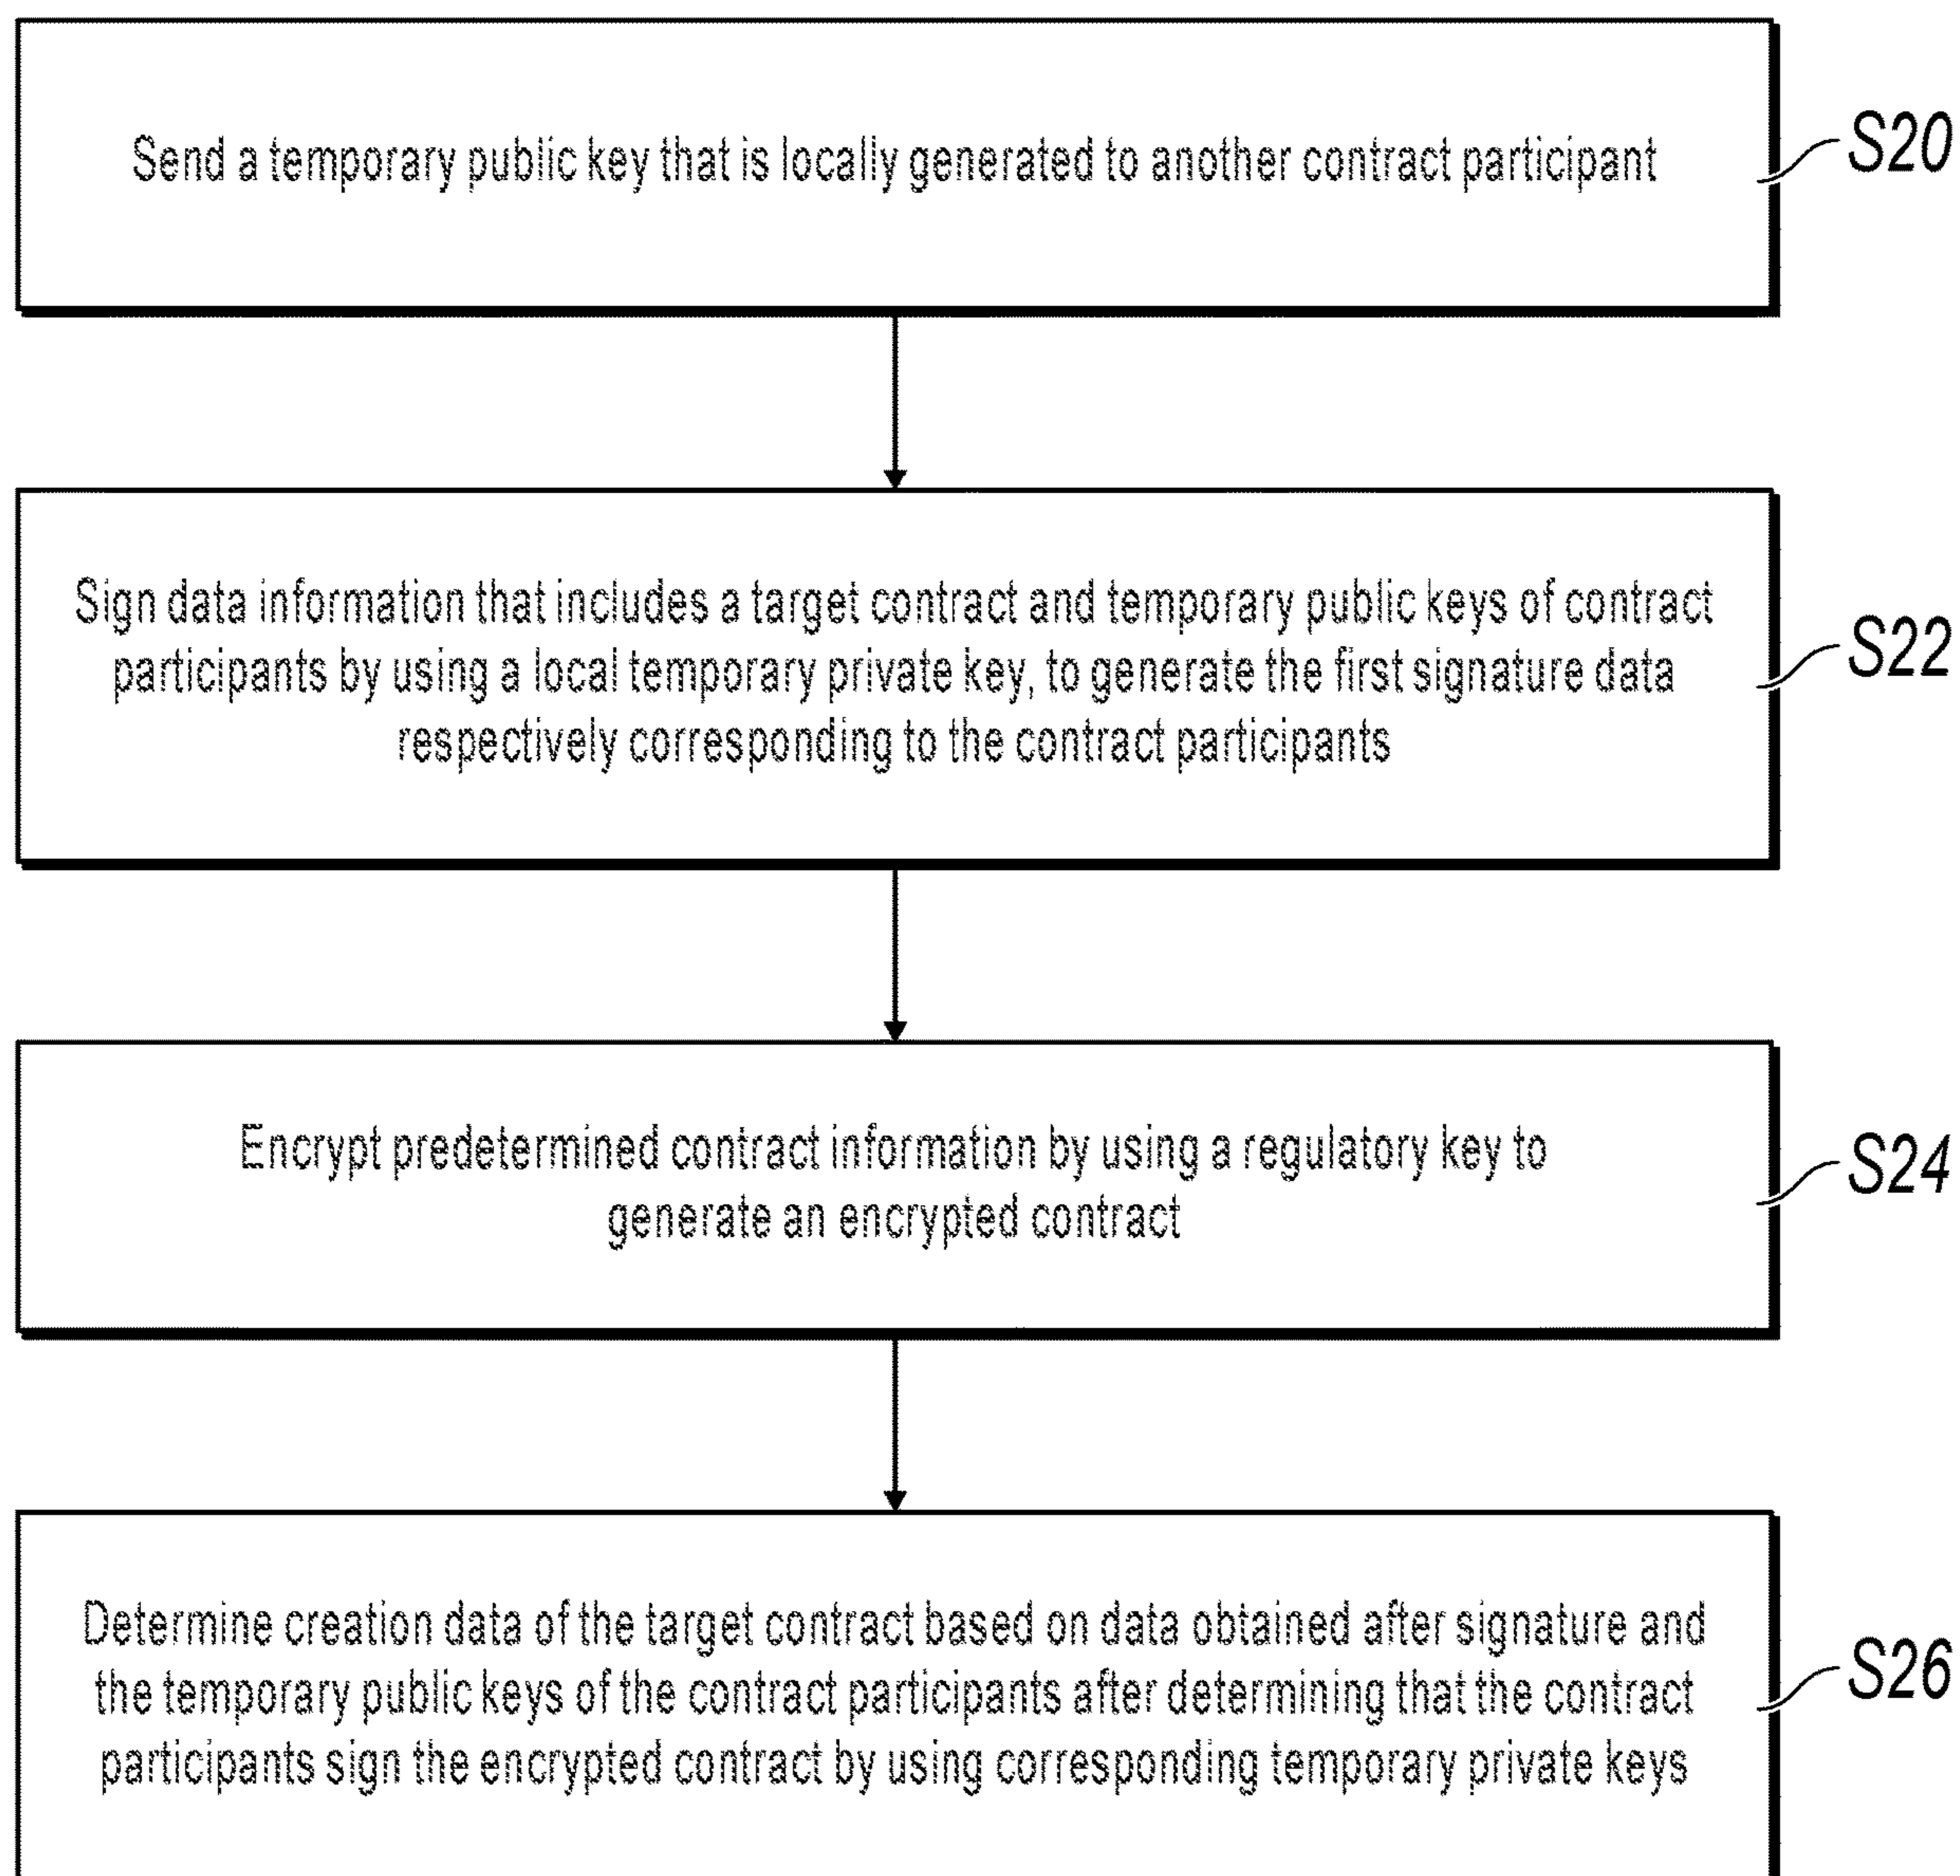 Send a temporary public key that is locally generated to another contract participant
S20
Sign data information that includes a target contract and temporary public keys of contract
participants by using a local temporary private key, to generate the first signature data
respectively corresponding to the contract participants
S22
Encrypt predetermined contract information by using a regulatory key to
generate an encrypted contract
S24
Determine creation data of the target contract based on data obtained after signature and
the temporary public keys of the contract participants after determining that the contract
participants sign the encrypted contract by using corresponding temporary private keys
S26